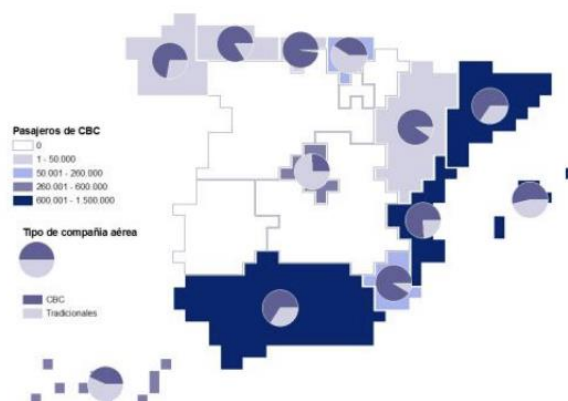 Pasajeros de CBC
0
1 - 50.000
50.001 - 260.000
260.001 - 600.000
600.001 - 1.500.000
Tipo de compañia aérea
CBC
Tradicionales